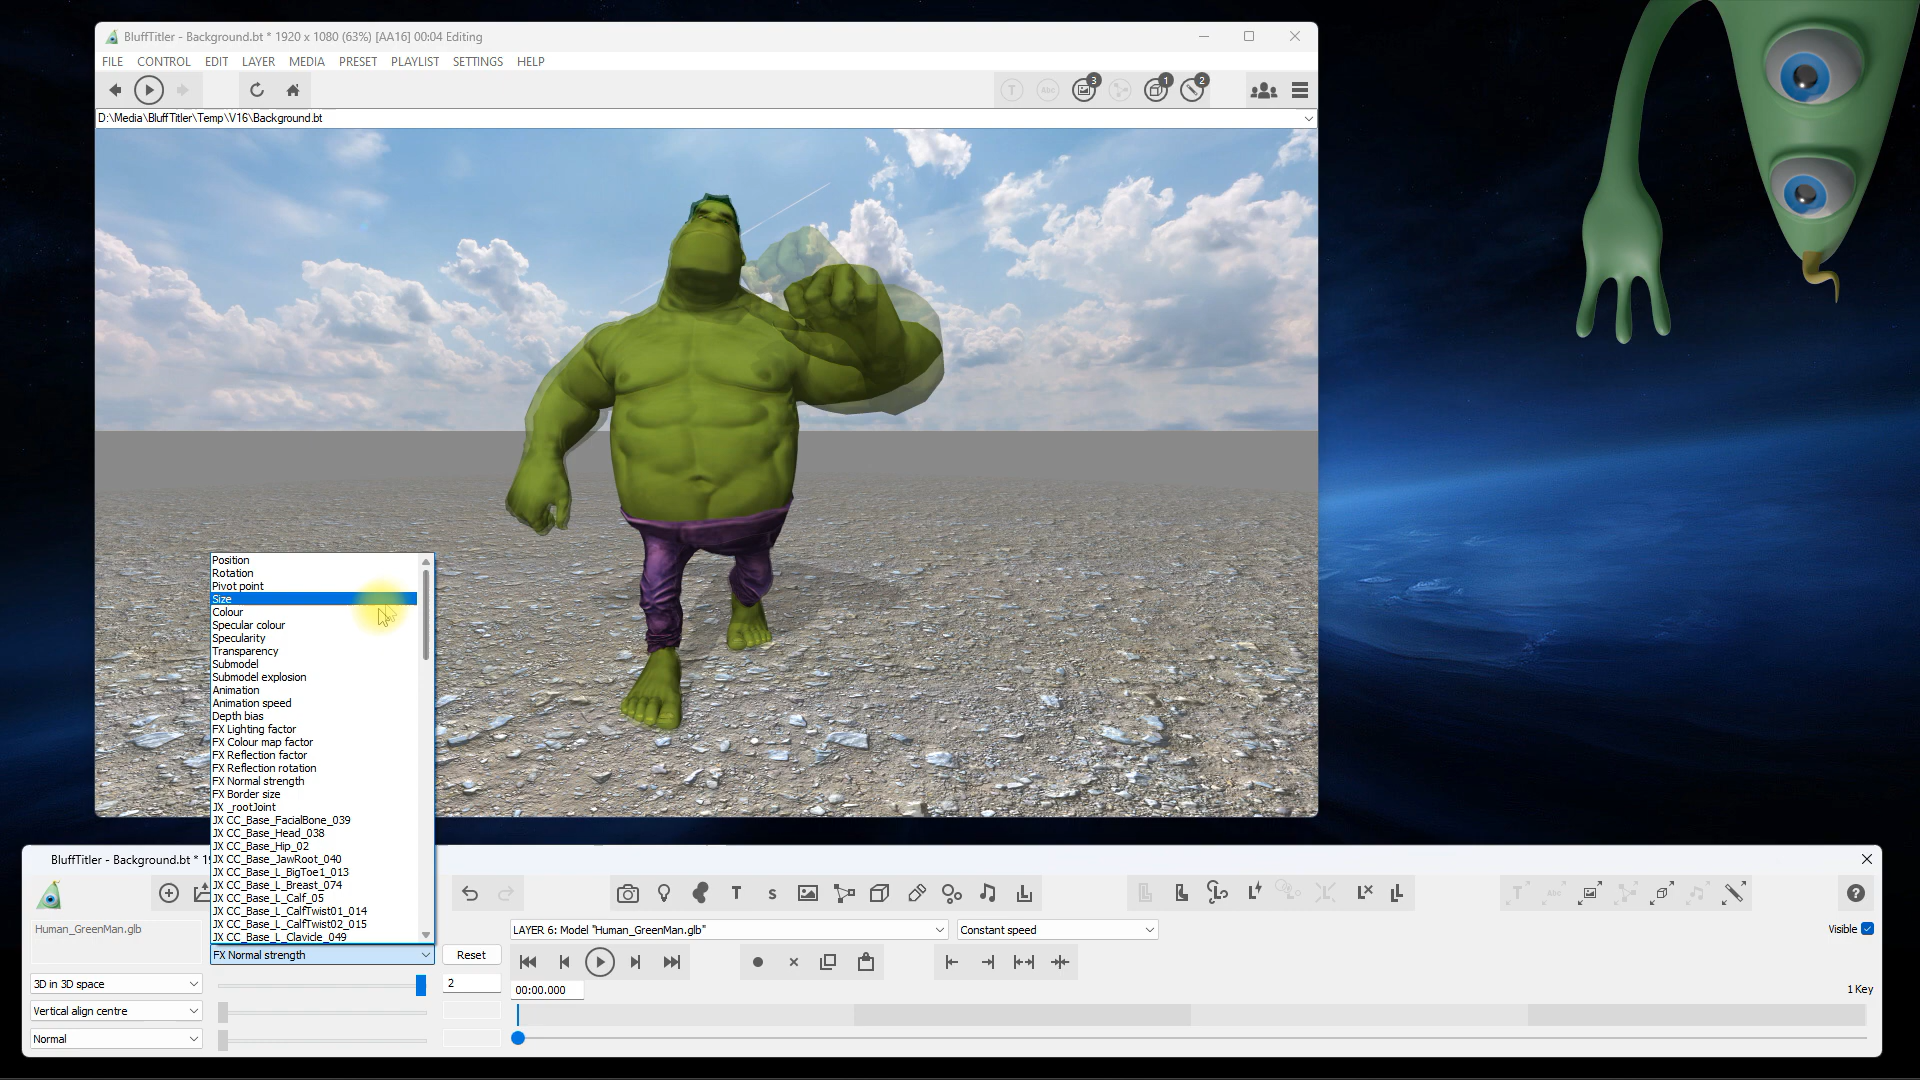 BluffTitler - Background.bt * 1920 x 1080 (63%) [AA16] 00:04 Editing
FILE CONTROL EDIT LAYER MEDIA PRESET PLAYLIST SETTINGS HELP
T Abc 3 1 2
D:\Media\BluffTitler\Temp\V16\Background.bt
Position
Rotation
Pivot point
Size
Colour
Specular colour
Specularity
Transparency
Submodel
Submodel explosion
Animation
Animation speed
Depth bias
FX Lighting factor
FX Colour map factor
FX Reflection factor
FX Reflection rotation
FX Normal strength
FX Border size
JX _rootJoint
JX CC_Base_FacialBone_039
JX CC_Base_Head_038
JX CC_Base_Hip_02
JX CC_Base_JawRoot_040
JX CC_Base_L_BigToe1_013
JX CC_Base_L_Breast_074
JX CC_Base_L_Calf_05
JX CC_Base_L_CalfTwist01_014
JX CC_Base_L_CalfTwist02_015
JX CC_Base_L_Clavicle_049
BluffTitler - Background.bt * 19
T S T Abc ?
Human_GreenMan.glb
LAYER 6: Model "Human_GreenMan.glb" Constant speed Visible
FX Normal strength Reset
3D in 3D space 2 00:00.000 1 Key
Vertical align centre
Normal